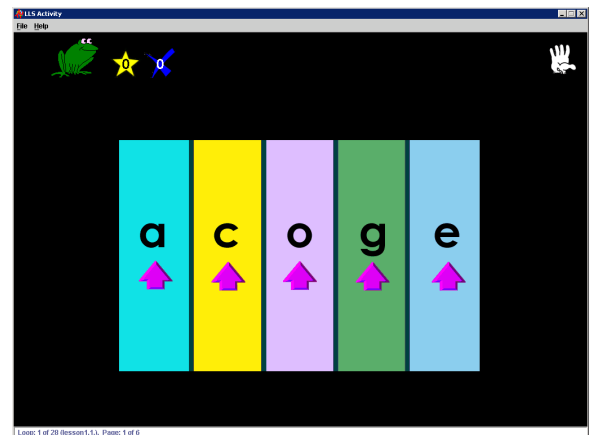 LLS Activity
File Help
0 0
a c o g e
Loop: 1 of 28 (lesson1.1.), Page: 1 of 6